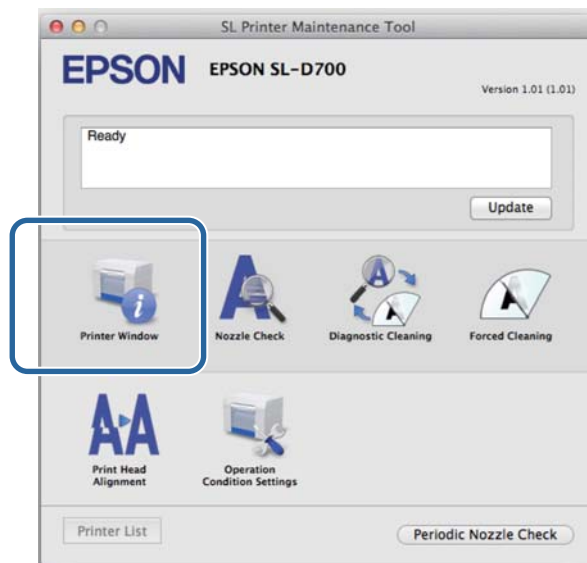 SL Printer Maintenance Tool
EPSON
EPSON SL-D700
Version 1.01 (1.01)
Ready
Update
Printer Window
Nozzle Check
Diagnostic Cleaning
Forced Cleaning
Print Head
Alignment
Operation
Condition Settings
Printer List
Periodic Nozzle Check